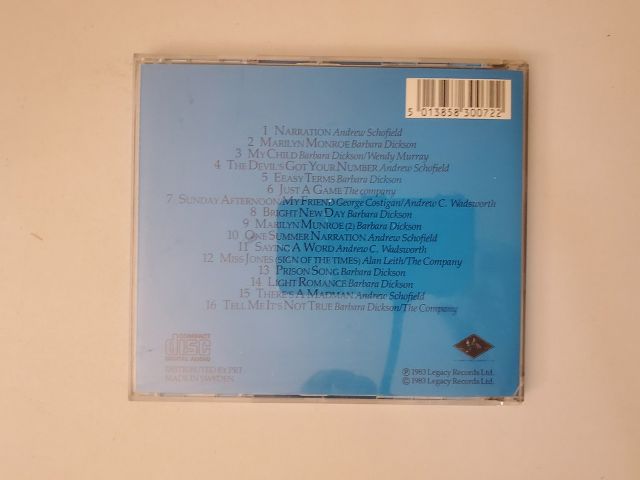 5 013858 300722
1 NARRATION Andrew Schofield
2 MARILYN MONROE Barbara Dickson
3 MY CHILD Barbara Dickson/Wendy Murray
4 THE DEVIL'S GOT YOUR NUMBER Andrew Schofield
5 EEASY TERMS Barbara Dickson
6 JUST A GAME The company
7 SUNDAY AFTERNOON/MY FRIEND George Costigan/Andrew C. Wadsworth
8 BRIGHT NEW DAY Barbara Dickson
9 MARILYN MUNROE (2) Barbara Dickson
10 ONE SUMMER NARRATION Andrew Schofield
11 SAYING A WORD Andrew C. Wadsworth
12 MISS JONES (SIGN OF THE TIMES) Alan Leith/The Company
13 PRISON SONG Barbara Dickson
14 LIGHT ROMANCE Barbara Dickson
15 THERE'S A MADMAN Andrew Schofield
16 TELL ME IT'S NOT TRUE Barbara Dickson/The Company
COMPACT
disc
DIGITAL AUDIO
DISTRIBUTED BY PRT
MADE IN SWEDEN
℗ 1983 Legacy Records Ltd.
© 1983 Legacy Records Ltd.